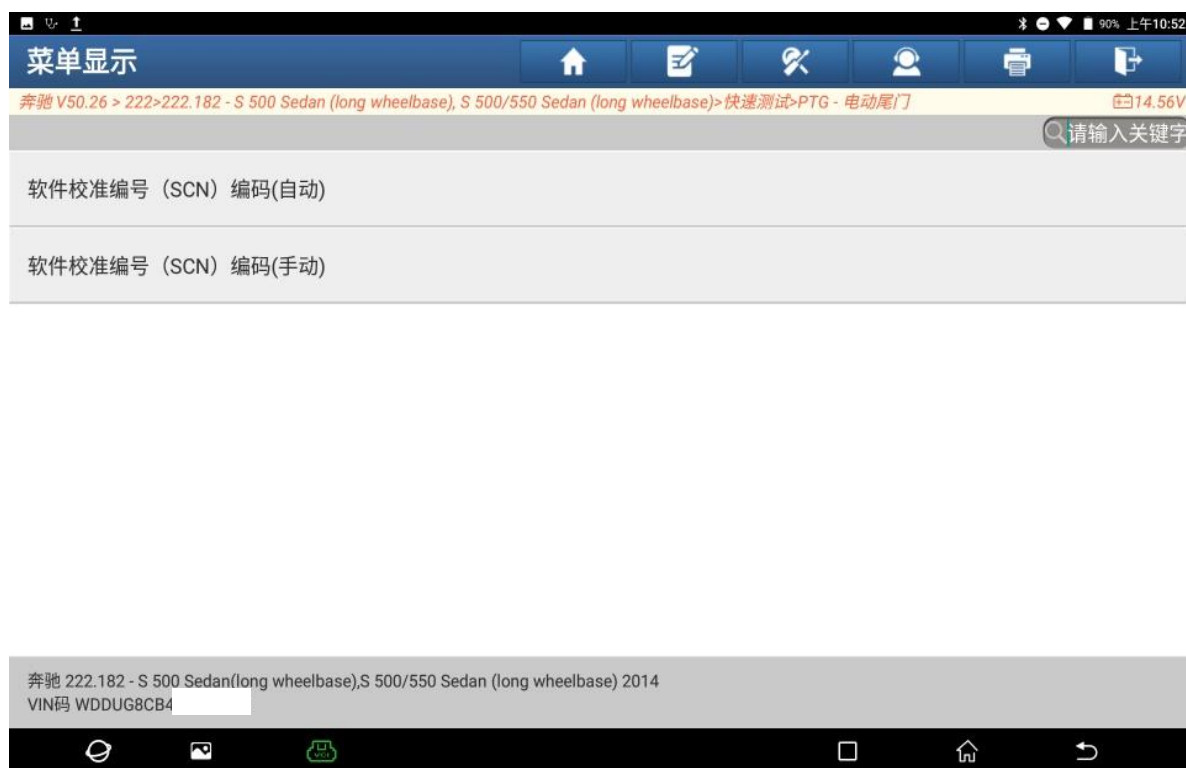 90% 上午10:52
菜单显示
奔驰 V50.26 > 222>222.182 - S 500 Sedan (long wheelbase), S 500/550 Sedan (long wheelbase)>快速测试>PTG - 电动尾门 14.56V
请输入关键字
软件校准编号（SCN）编码(自动)
软件校准编号（SCN）编码(手动)
奔驰 222.182 - S 500 Sedan(long wheelbase),S 500/550 Sedan (long wheelbase) 2014
VIN码 WDDUG8CB4
VCI